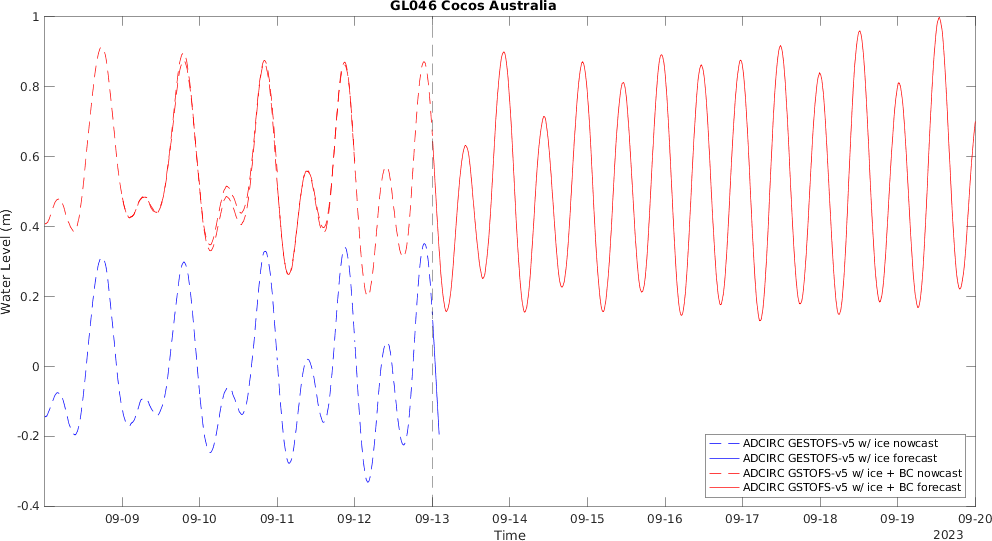 GL046 Cocos Australia
1
0.8
0.6
0.4
0.2
0
-0.2
-0.4
Water Level (m)
ADCIRC GESTOFS-v5 w/ ice nowcast
ADCIRC GESTOFS-v5 w/ ice forecast
ADCIRC GSTOFS-v5 w/ ice + BC nowcast
ADCIRC GSTOFS-v5 w/ ice + BC forecast
09-09 09-10 09-11 09-12 09-13 09-14 09-15 09-16 09-17 09-18 09-19 09-20
Time
2023